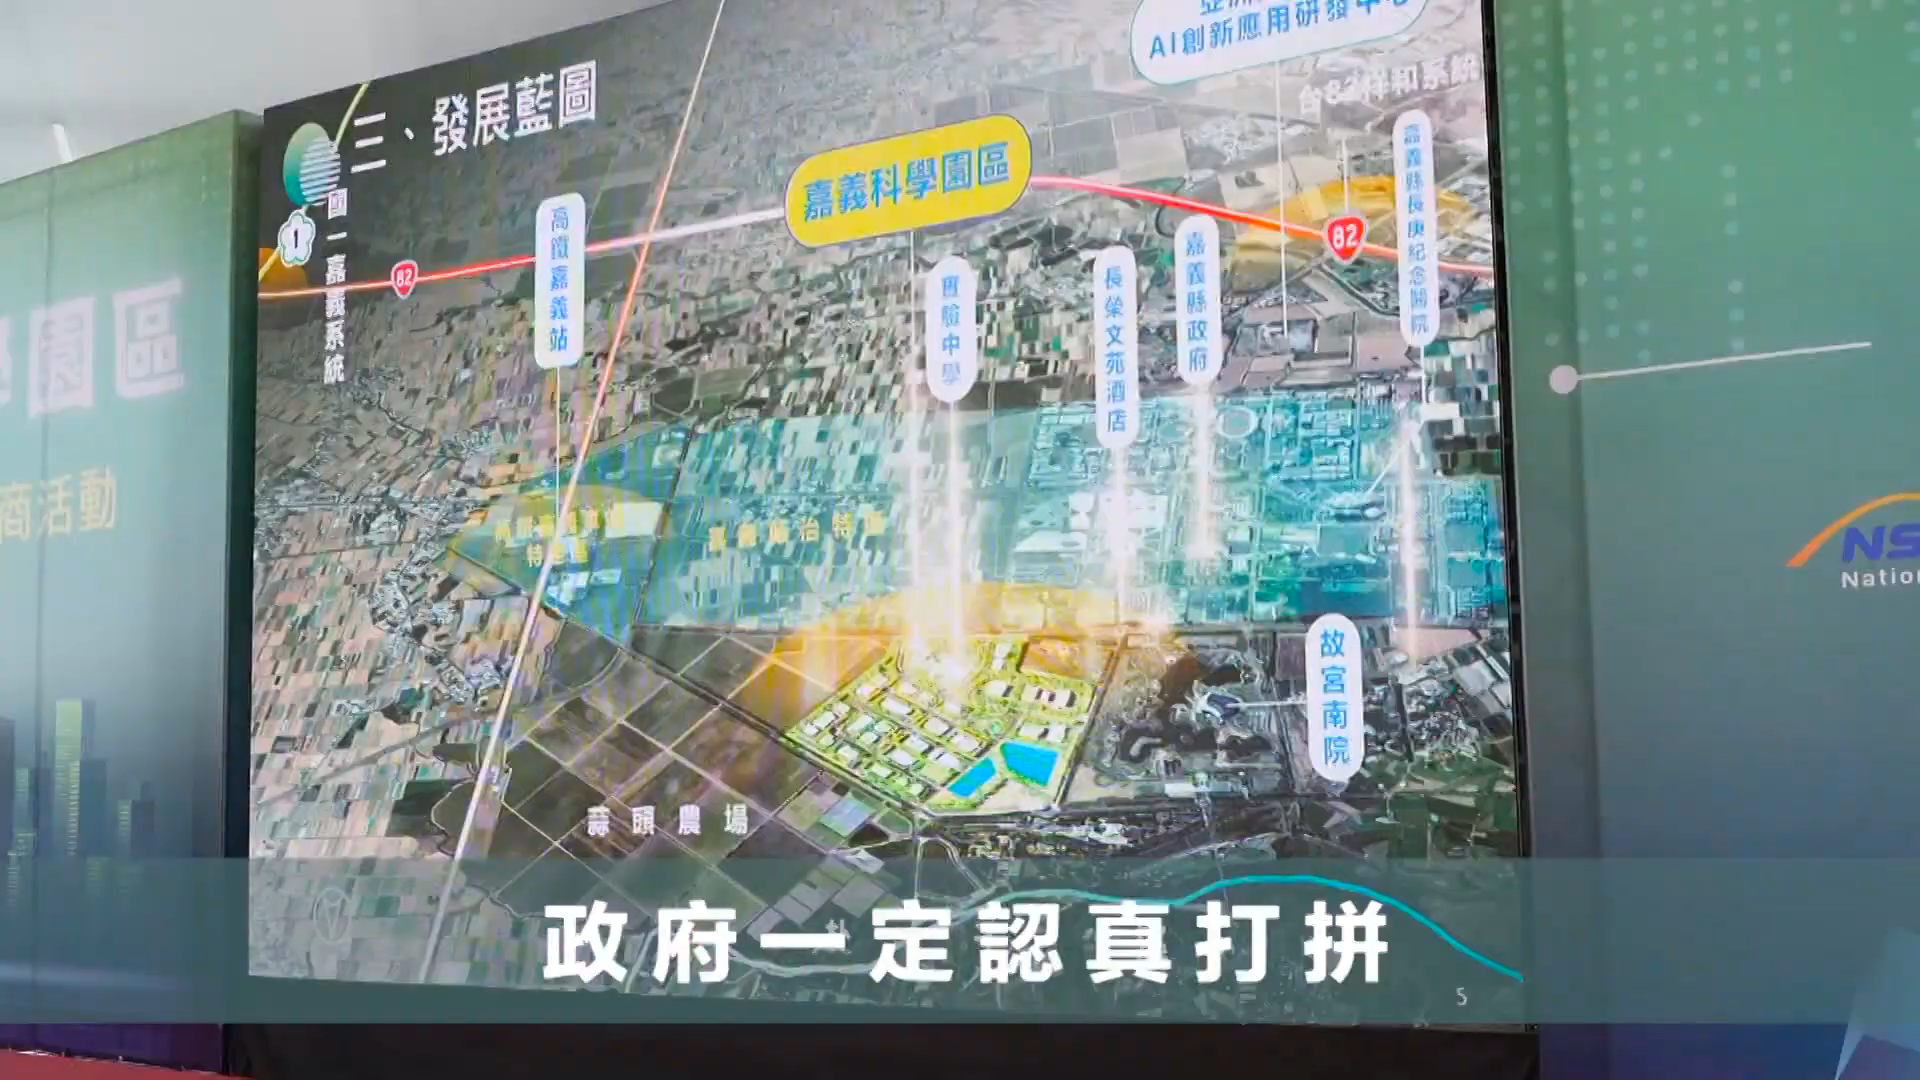 三、發展藍圖
AI創新應用研發中心
台82祥和系統
嘉義科學園區
國一嘉義系統
1
82
高鐵嘉義站
實驗中學
長榮文苑酒店
嘉義縣政府
82
嘉義縣長庚紀念醫院
學園區
商活動
故宮南院
蒜頭農場
NS
Nation
政府一定認真打拼
5